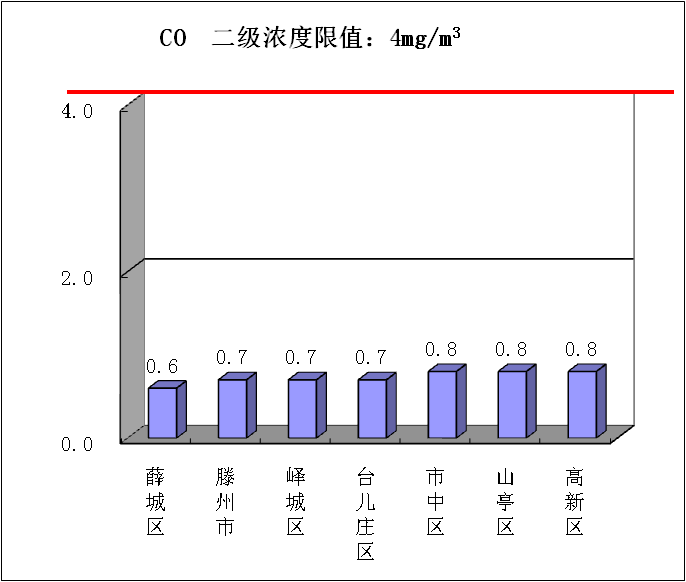 CO 二级浓度限值：4mg/m³
4.0
2.0
0.0
0.6
0.7
0.7
0.7
0.8
0.8
0.8
薛城区
滕州市
峄城区
台儿庄区
市中区
山亭区
高新区